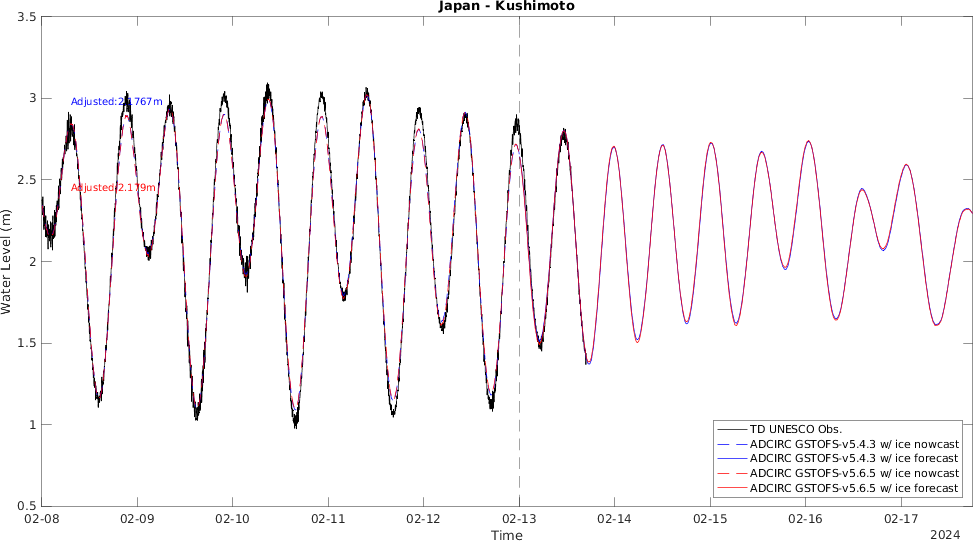 Japan - Kushimoto
3.5
3
2.5
2
1.5
1
0.5
Water Level (m)
Adjusted:2.1767m
Adjusted:2.179m
TD UNESCO Obs.
ADCIRC GSTOFS-v5.4.3 w/ ice nowcast
ADCIRC GSTOFS-v5.4.3 w/ ice forecast
ADCIRC GSTOFS-v5.6.5 w/ ice nowcast
ADCIRC GSTOFS-v5.6.5 w/ ice forecast
02-08 02-09 02-10 02-11 02-12 02-13 02-14 02-15 02-16 02-17
Time
2024